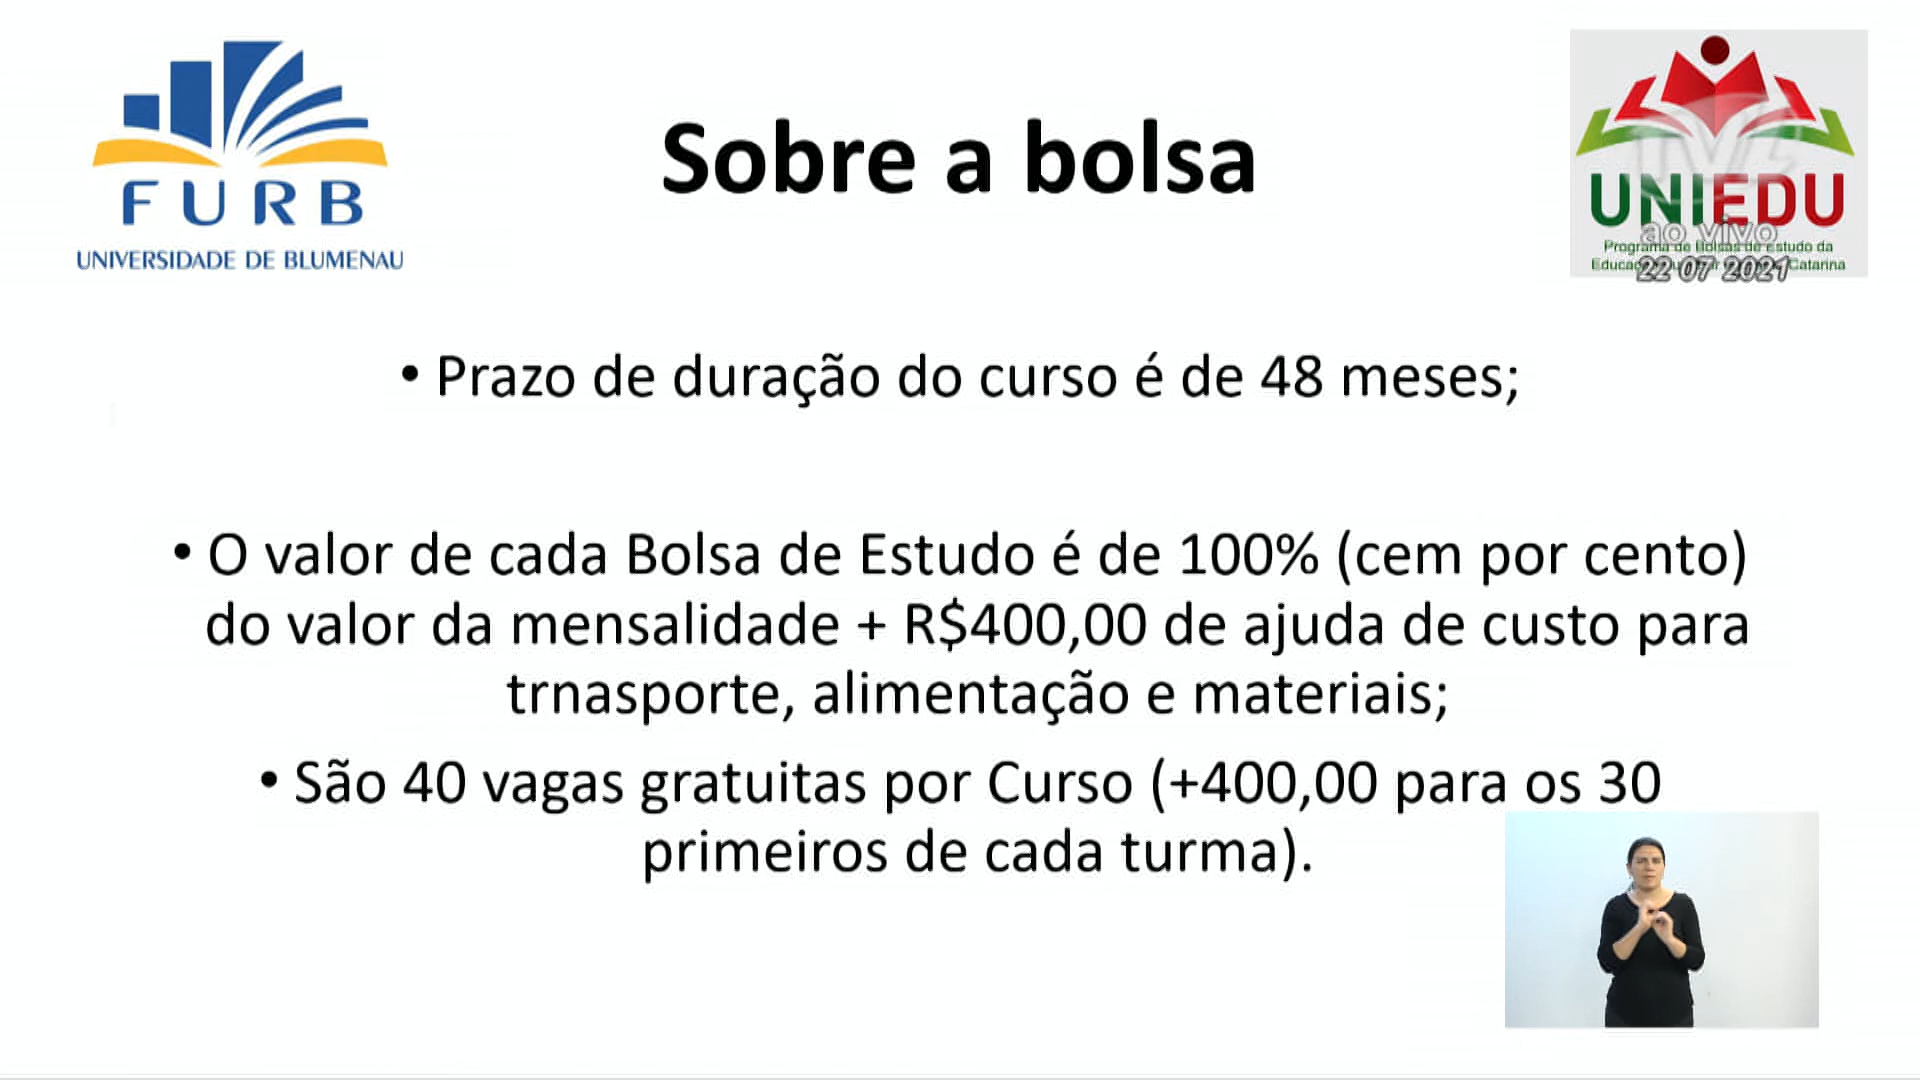 FURB
UNIVERSIDADE DE BLUMENAU
Sobre a bolsa
UNIEDU
ao vivo
Programa de Bolsas de Estudo da
Catarina
22 07 2021
• Prazo de duração do curso é de 48 meses;
• O valor de cada Bolsa de Estudo é de 100% (cem por cento)
do valor da mensalidade + R$400,00 de ajuda de custo para
trnasporte, alimentação e materiais;
• São 40 vagas gratuitas por Curso (+400,00 para os 30
primeiros de cada turma).